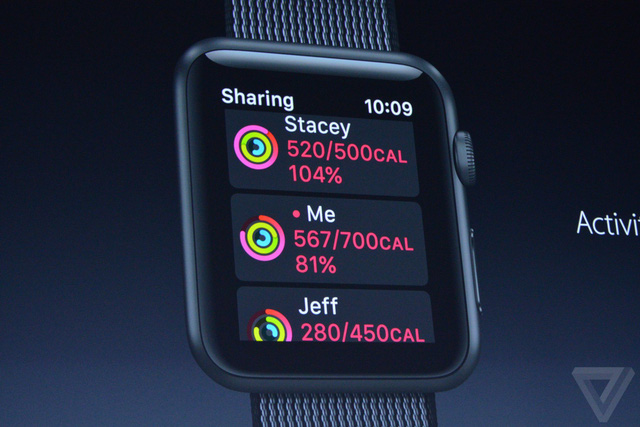 Sharing 10:09
Stacey
520/500CAL
104%
Me
567/700CAL
81%
Activi
Jeff
280/450CAL